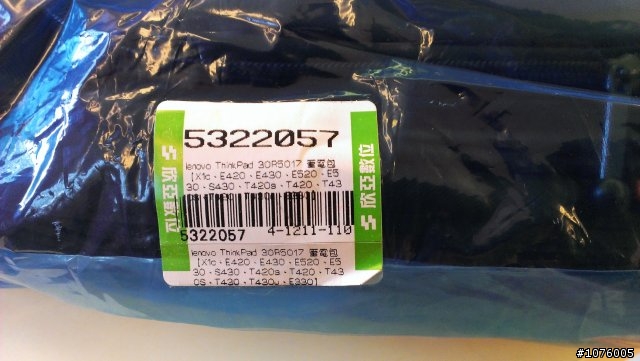 5322057
lenovo ThinkPad 30R5017 筆電包
【X1c、E420、E430、E520、E5
30、S430、T420s、T420、T43
欣亞數位
欣亞數位
5322057 4-1211-110
lenovo ThinkPad 30R5017 筆電包
【X1c、E420、E430、E520、E5
30、S430、T420s、T420、T43
0S、T430、T430u、E330】
#1076005